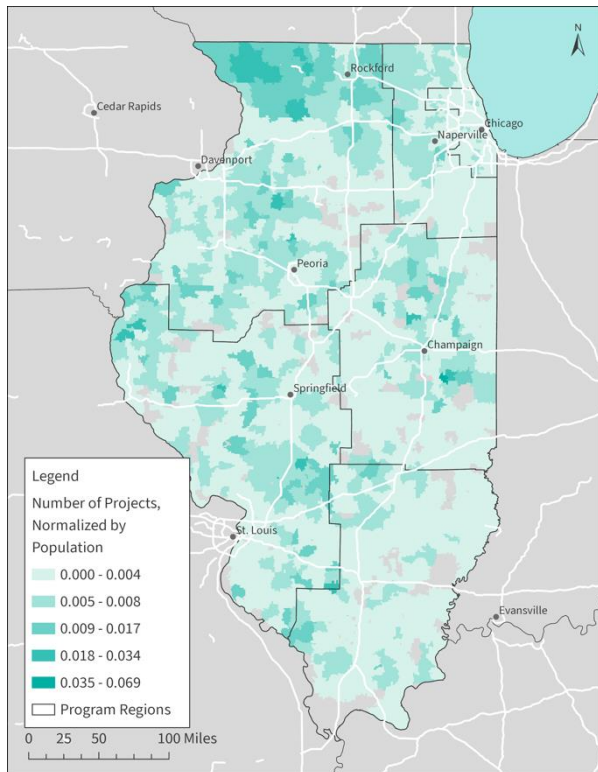 N
Rockford
Cedar Rapids
Chicago
Naperville
Davenport
Peoria
Champaign
Springfield
Legend
Number of Projects,
Normalized by
Population
0.000 - 0.004
0.005 - 0.008
0.009 - 0.017
0.018 - 0.034
0.035 - 0.069
Program Regions
St. Louis
Evansville
0 25 50 100 Miles